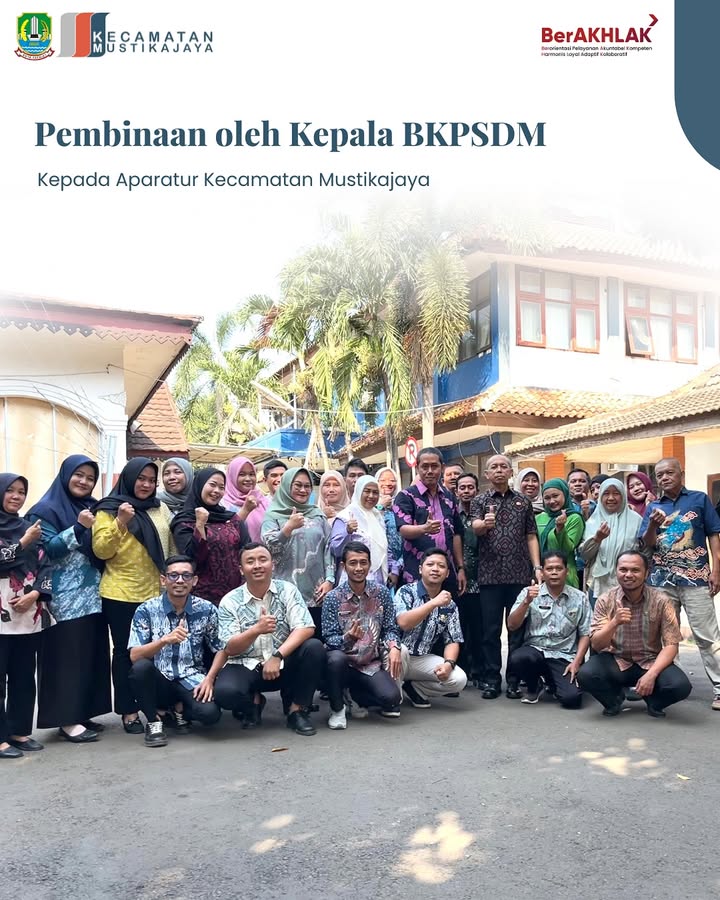 KECAMATAN
MUSTIKAJAYA
BerAKHLAK
Berorientasi Pelayanan Akuntabel Kompeten
Harmonis Loyal Adaptif Kolaboratif
Pembinaan oleh Kepala BKPSDM
Kepada Aparatur Kecamatan Mustikajaya